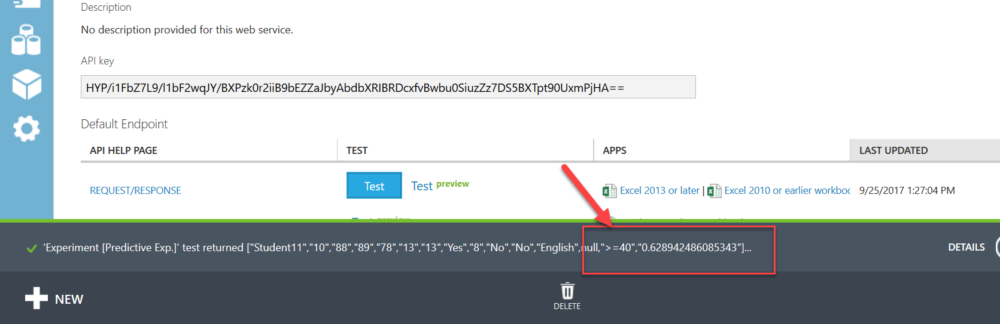 Description
No description provided for this web service.
API key
HYP/i1FbZ7L9/l1bF2wqJY/BXPzk0r2iiB9bEZZaJbyAbdbXRIBRDcxfvBwbu0SiuzZz7DS5BXTpt90UxmPjHA==
Default Endpoint
API HELP PAGE TEST APPS LAST UPDATED
REQUEST/RESPONSE Test Test preview Excel 2013 or later | Excel 2010 or earlier workboo 9/25/2017 1:27:04 PM
Test preview
'Experiment [Predictive Exp.]' test returned ["Student11","10","88","89","78","13","13","Yes","8","No","No","English",null,">=40","0.628942486085343"]... DETAILS
NEW DELETE